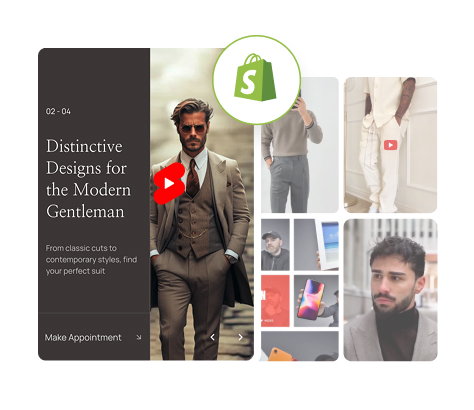 02 - 04
Distinctive
Designs for
the Modern
Gentleman
From classic cuts to
contemporary styles, find
your perfect suit
Make Appointment
S